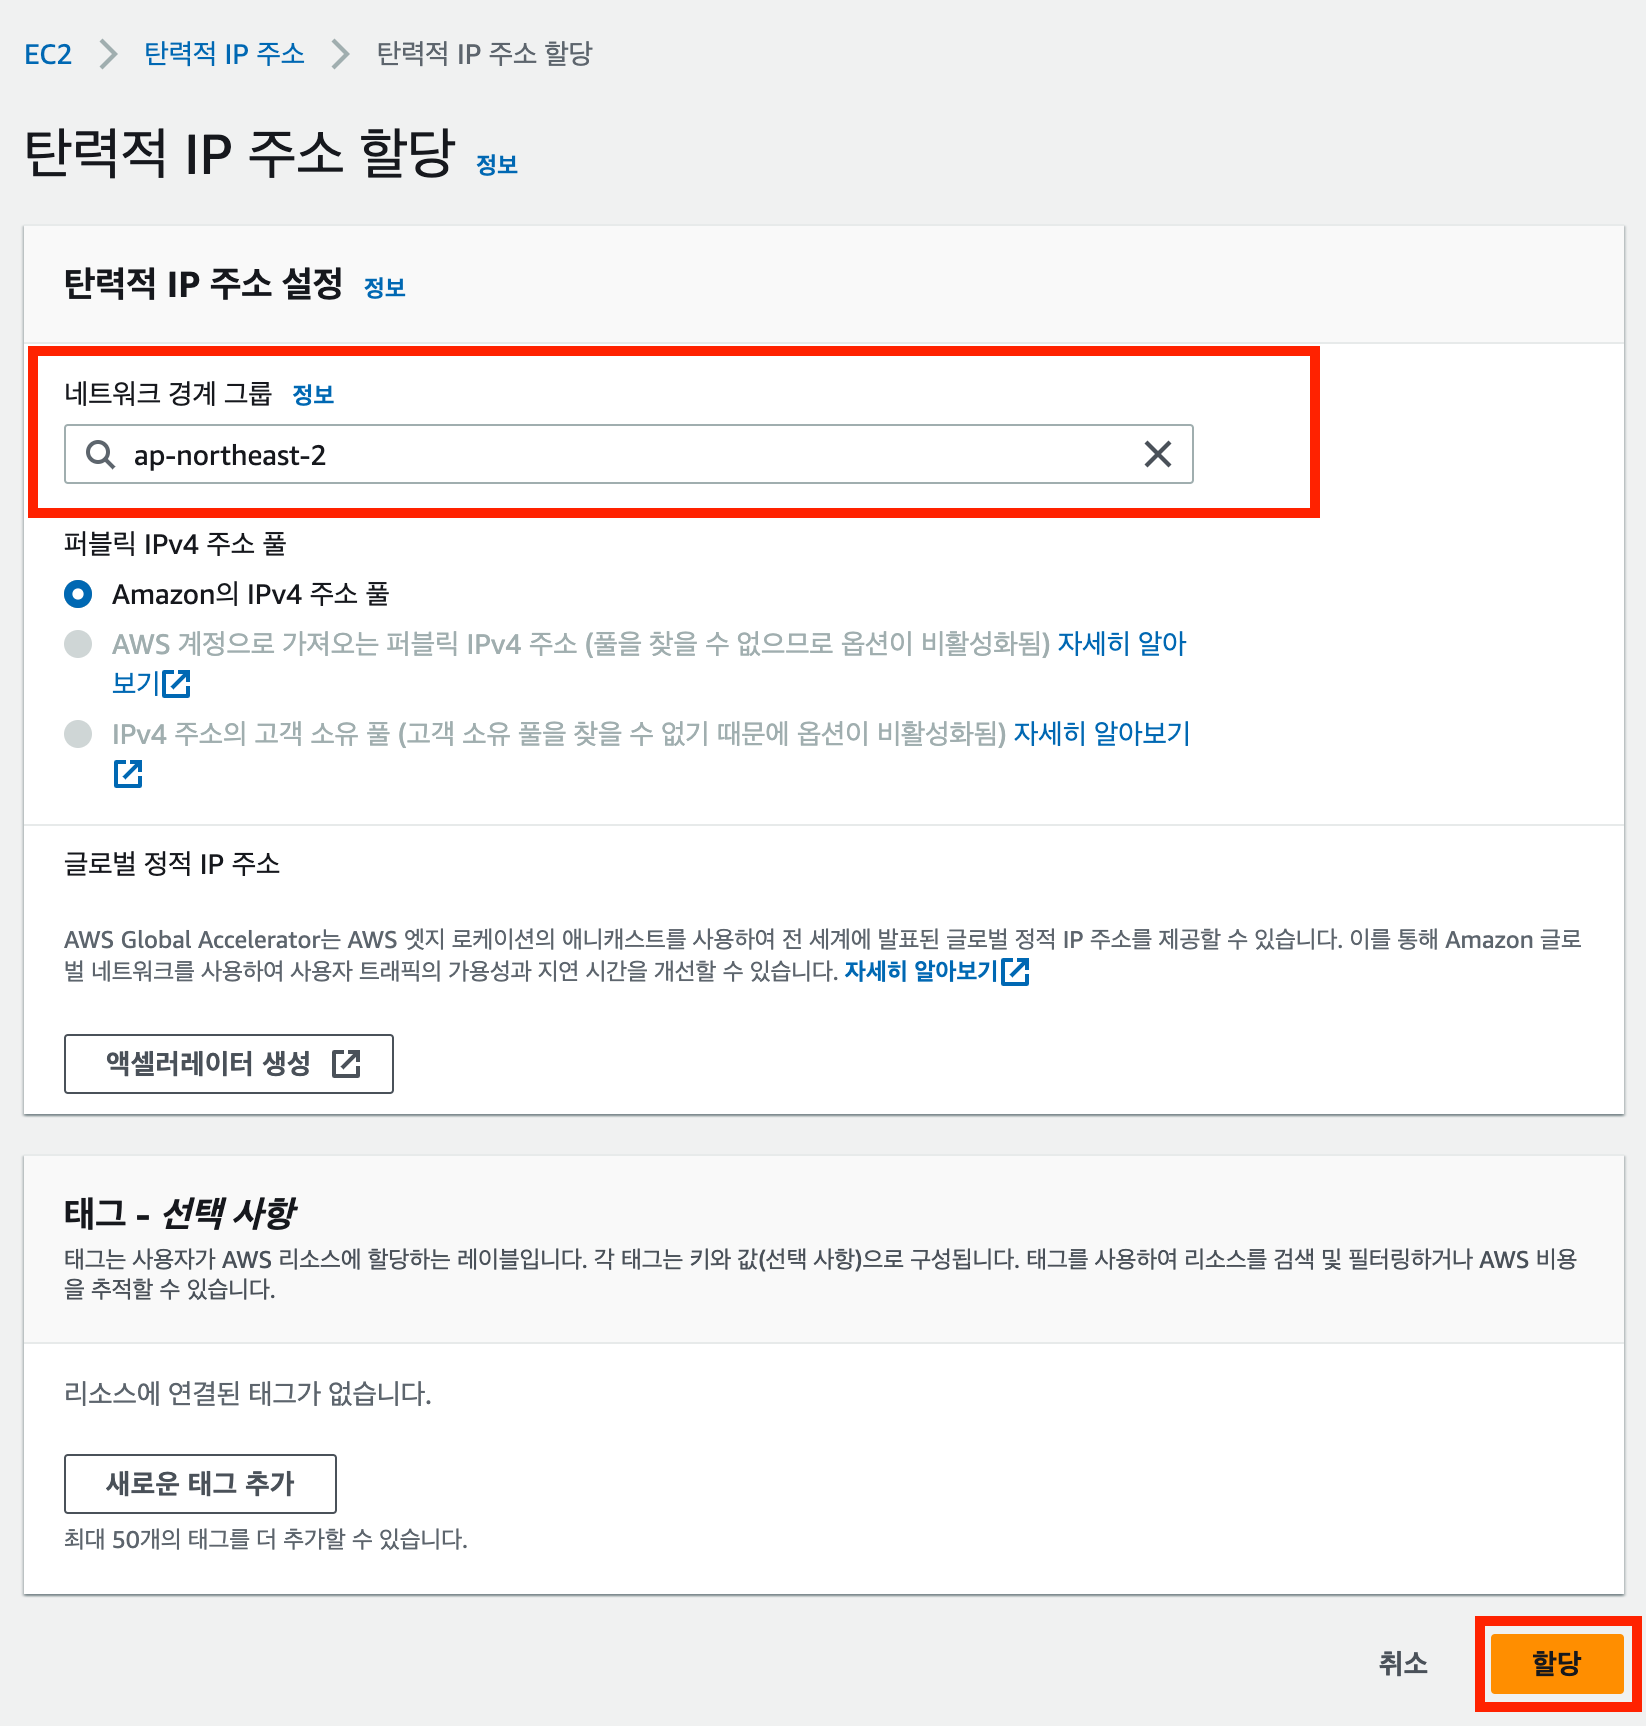 EC2 탄력적 IP 주소 탄력적 IP 주소 할당
탄력적 IP 주소 할당 정보
탄력적 IP 주소 설정 정보
네트워크 경계 그룹 정보
ap-northeast-2
퍼블릭 IPv4 주소 풀
Amazon의 IPv4 주소 풀
AWS 계정으로 가져오는 퍼블릭 IPv4 주소 (풀을 찾을 수 없으므로 옵션이 비활성화됨) 자세히 알아
보기
IPv4 주소의 고객 소유 풀 (고객 소유 풀을 찾을 수 없기 때문에 옵션이 비활성화됨) 자세히 알아보기
글로벌 정적 IP 주소
AWS Global Accelerator는 AWS 엣지 로케이션의 애니캐스트를 사용하여 전 세계에 발표된 글로벌 정적 IP 주소를 제공할 수 있습니다. 이를 통해 Amazon 글로
벌 네트워크를 사용하여 사용자 트래픽의 가용성과 지연 시간을 개선할 수 있습니다. 자세히 알아보기
액셀러레이터 생성
태그 - 선택 사항
태그는 사용자가 AWS 리소스에 할당하는 레이블입니다. 각 태그는 키와 값(선택 사항)으로 구성됩니다. 태그를 사용하여 리소스를 검색 및 필터링하거나 AWS 비용
을 추적할 수 있습니다.
리소스에 연결된 태그가 없습니다.
새로운 태그 추가
최대 50개의 태그를 더 추가할 수 있습니다.
취소 할당